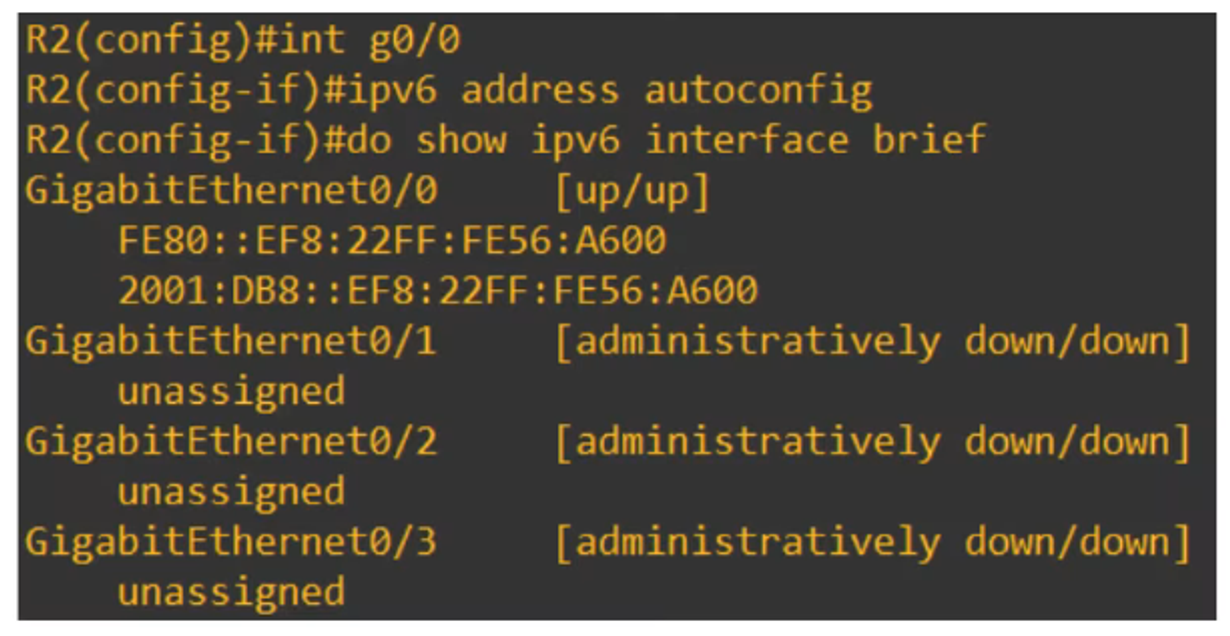 R2(config)#int g0/0
R2(config-if)#ipv6 address autoconfig
R2(config-if)#do show ipv6 interface brief
GigabitEthernet0/0     [up/up]
    FE80::EF8:22FF:FE56:A600
    2001:DB8::EF8:22FF:FE56:A600
GigabitEthernet0/1     [administratively down/down]
    unassigned
GigabitEthernet0/2     [administratively down/down]
    unassigned
GigabitEthernet0/3     [administratively down/down]
    unassigned